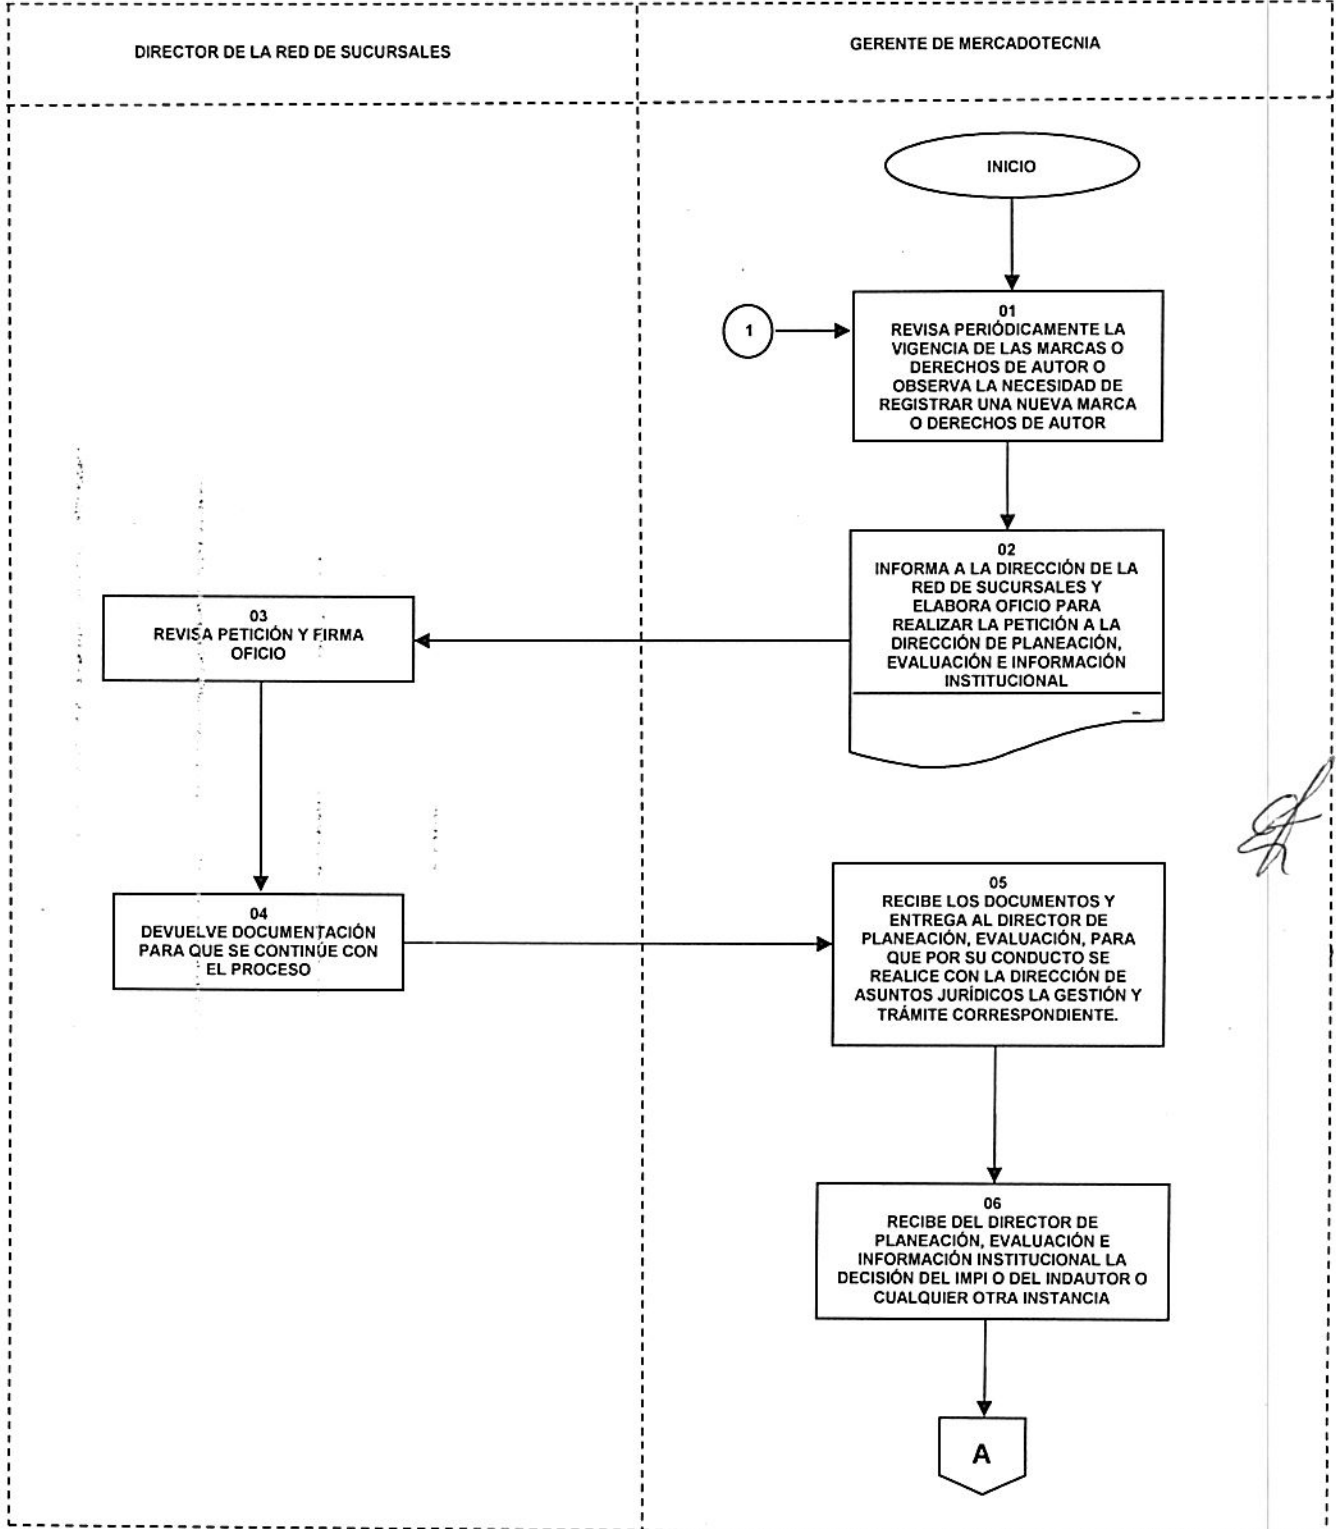 DIRECTOR DE LA RED DE SUCURSALES
GERENTE DE MERCADOTECNIA
INICIO
1
01
REVISA PERIÓDICAMENTE LA
VIGENCIA DE LAS MARCAS O
DERECHOS DE AUTOR O
OBSERVA LA NECESIDAD DE
REGISTRAR UNA NUEVA MARCA
O DERECHOS DE AUTOR
02
INFORMA A LA DIRECCIÓN DE LA
RED DE SUCURSALES Y
ELABORA OFICIO PARA
REALIZAR LA PETICIÓN A LA
DIRECCIÓN DE PLANEACIÓN,
EVALUACIÓN E INFORMACIÓN
INSTITUCIONAL
03
REVISA PETICIÓN Y FIRMA
OFICIO
04
DEVUELVE DOCUMENTACIÓN
PARA QUE SE CONTINÚE CON
EL PROCESO
05
RECIBE LOS DOCUMENTOS Y
ENTREGA AL DIRECTOR DE
PLANEACIÓN, EVALUACIÓN, PARA
QUE POR SU CONDUCTO SE
REALICE CON LA DIRECCIÓN DE
ASUNTOS JURÍDICOS LA GESTIÓN Y
TRÁMITE CORRESPONDIENTE.
06
RECIBE DEL DIRECTOR DE
PLANEACIÓN, EVALUACIÓN E
INFORMACIÓN INSTITUCIONAL LA
DECISIÓN DEL IMPI O DEL INDAUTOR O
CUALQUIER OTRA INSTANCIA
A